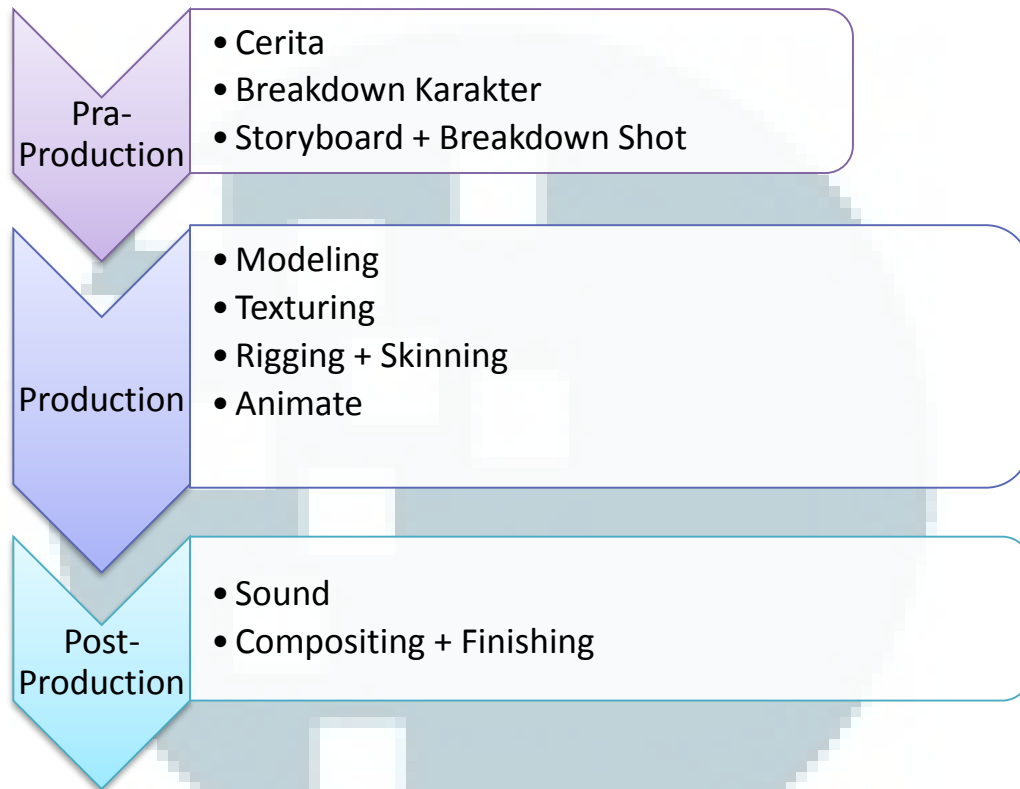 Pra-
Production
• Cerita
• Breakdown Karakter
• Storyboard + Breakdown Shot
Production
• Modeling
• Texturing
• Rigging + Skinning
• Animate
Post-
Production
• Sound
• Compositing + Finishing